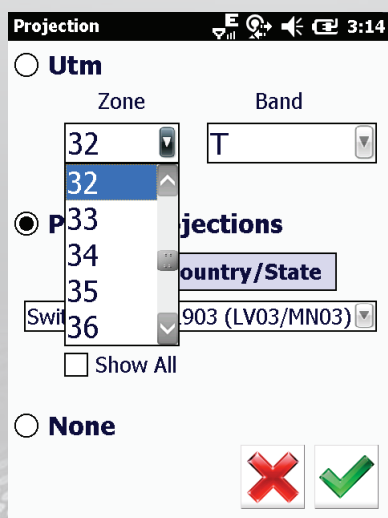 Projection E 3:14
Utm
Zone Band
32 T
32
33
34
35
36
P jections
ountry/State
Swit 903 (LV03/MN03)
Show All
None